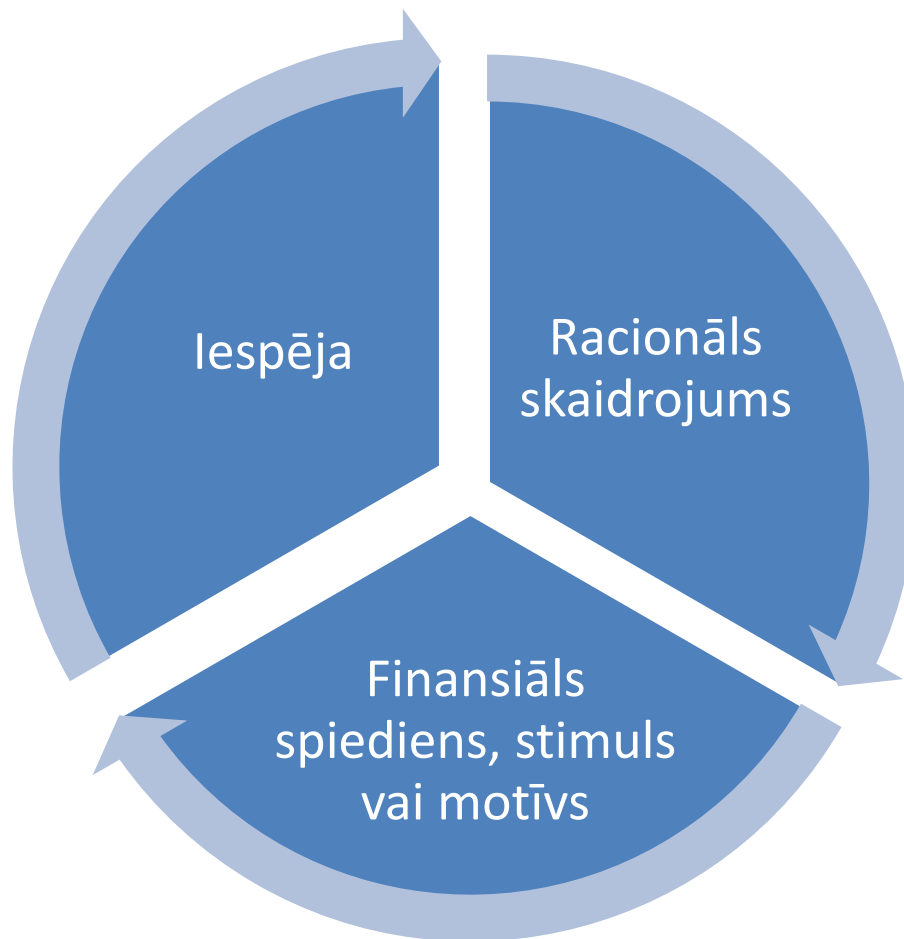 Iespēja
Racionāls
skaidrojums
Finansiāls
spiediens, stimuls
vai motīvs